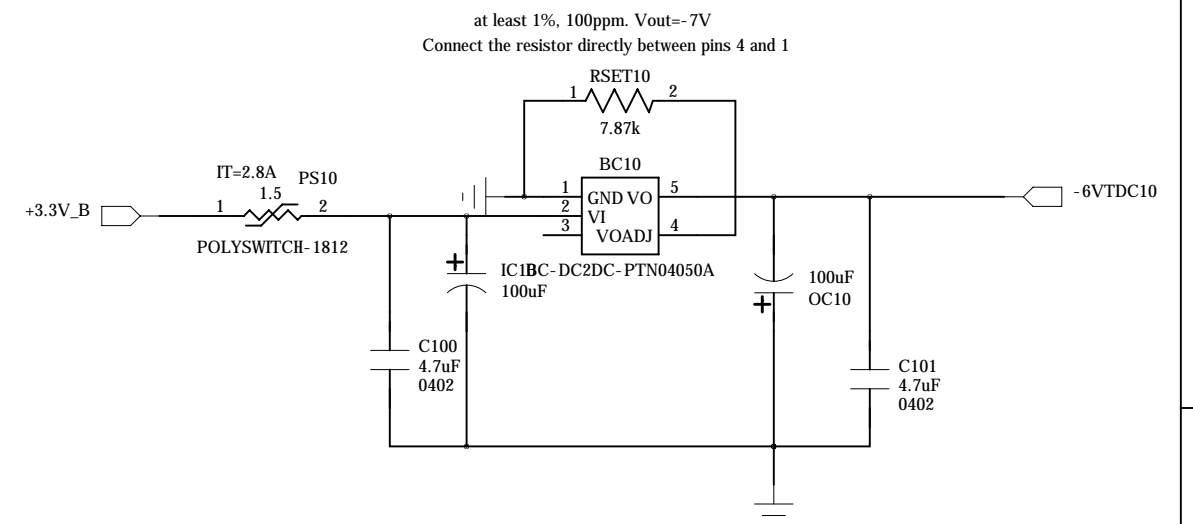 at least 1%, 100ppm. Vout=-7V
Connect the resistor directly between pins 4 and 1
RSET10
1 2
7.87k
BC10
IT=2.8A PS10
1.5
+3.3V_B 1 2
POLYSWITCH-1812
1 GND VO 5
2 VI
3 VOADJ 4
-6VTDC10
DC-DC2DC-PTN04050A
+
100uF
100uF
OC10
+
C100
4.7uF
0402
C101
4.7uF
0402